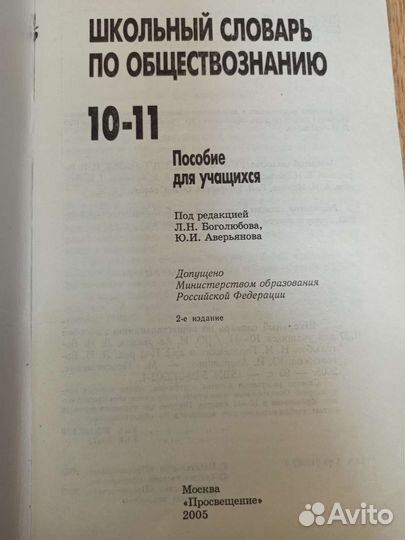 ШКОЛЬНЫЙ СЛОВАРЬ
ПО ОБЩЕСТВОЗНАНИЮ
10-11
Пособие
для учащихся
Под редакцией
Л.Н. Боголюбова,
Ю.И. Аверьянова
Допущено
Министерством образования
Российской Федерации
2-е издание
Москва
«Просвещение»
2005
Avito